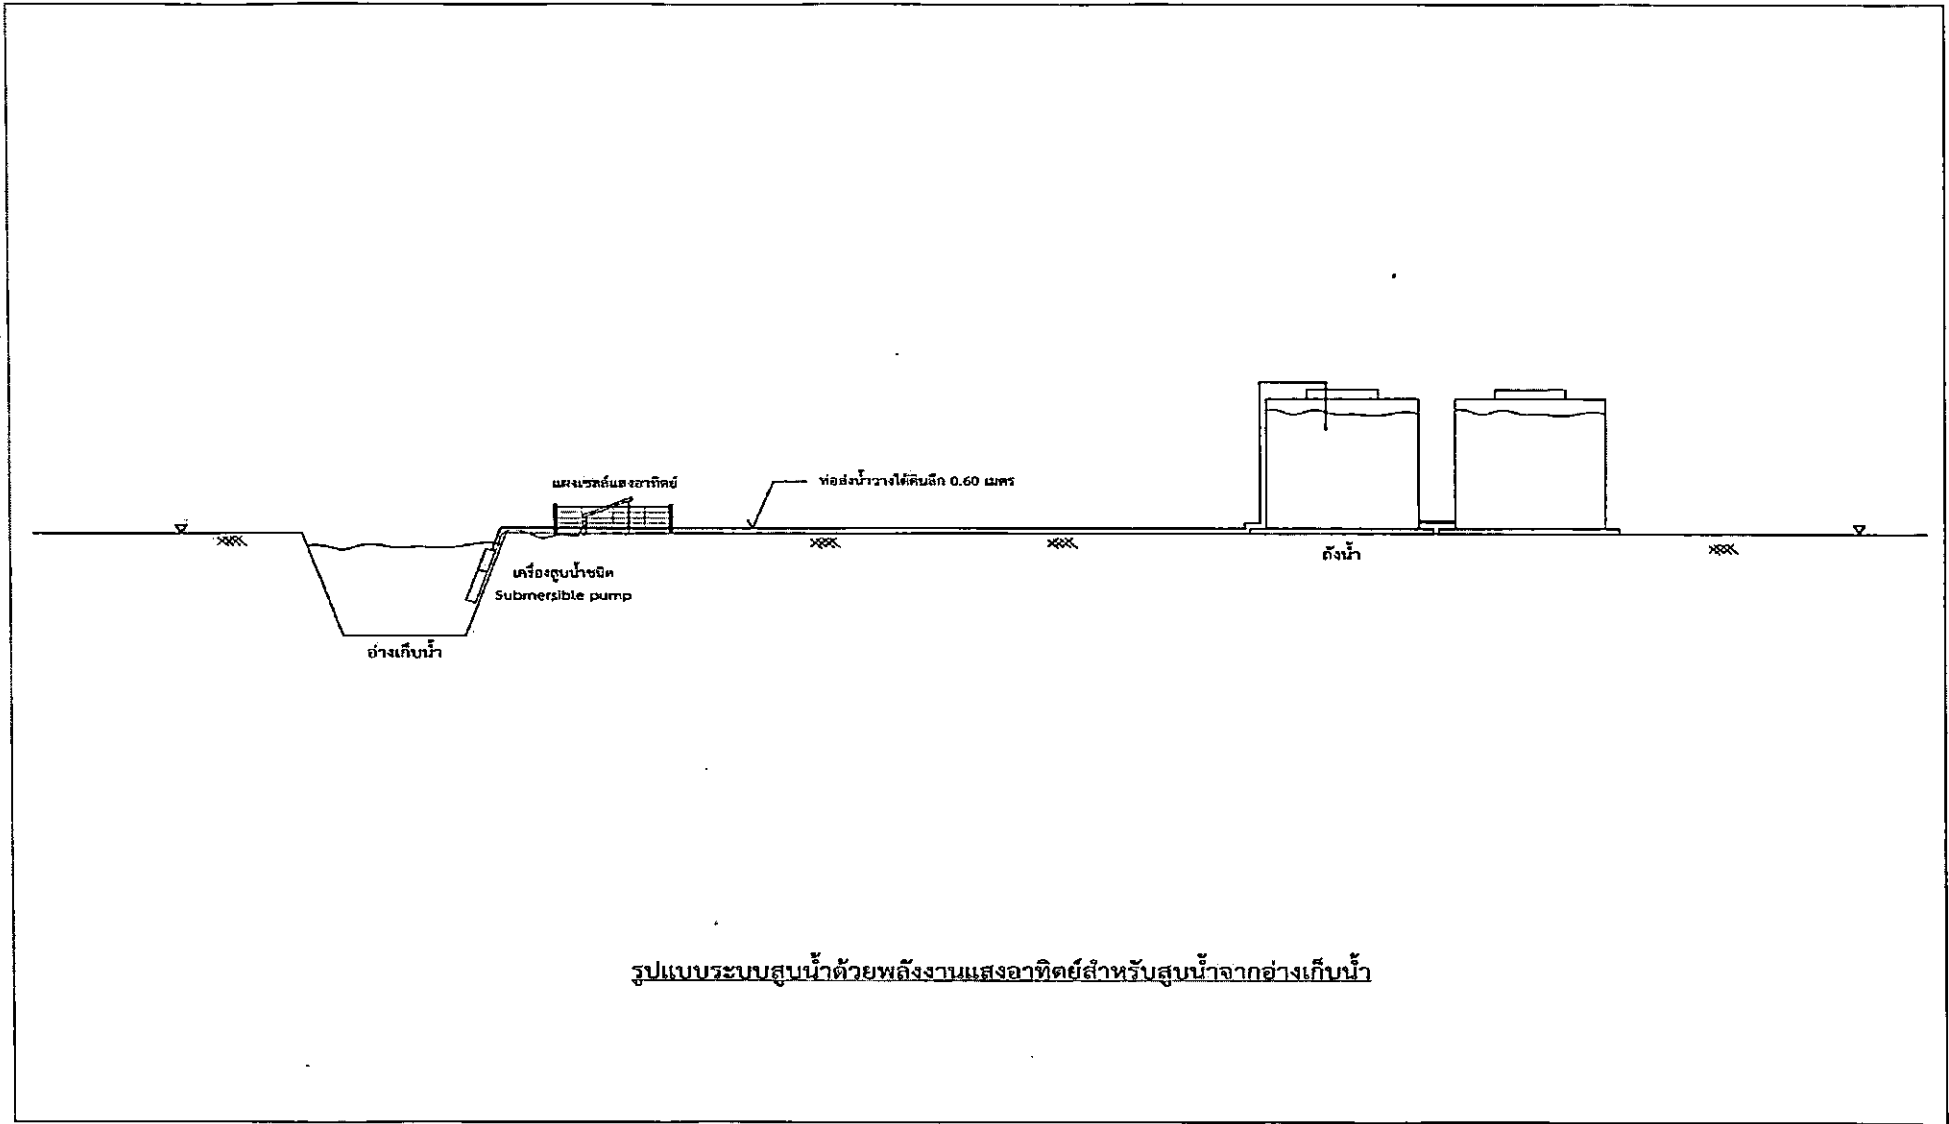 แผงเซลล์แสงอาทิตย์
ท่อส่งน้ำวางใต้ดินลึก 0.60 เมตร
เครื่องสูบน้ำชนิด
Submersible pump
ถังน้ำ
อ่างเก็บน้ำ
รูปแบบระบบสูบน้ำด้วยพลังงานแสงอาทิตย์สำหรับสูบน้ำจากอ่างเก็บน้ำ